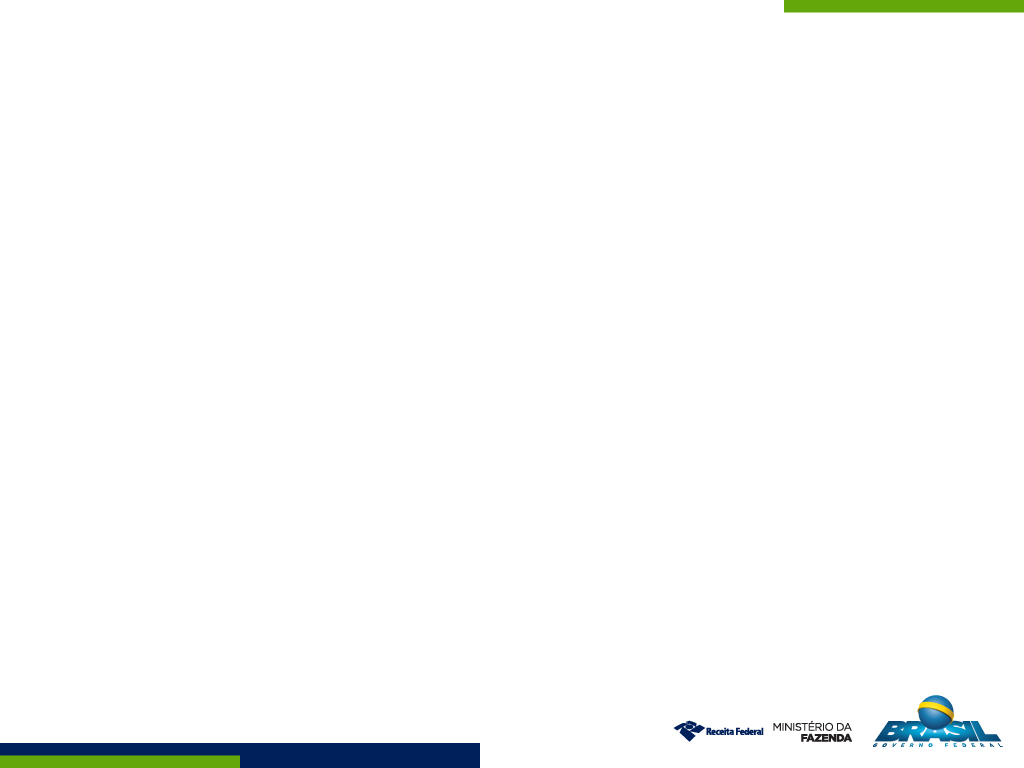 Receita Federal
MINISTÉRIO DA
FAZENDA
BRASIL
GOVERNO FEDERAL